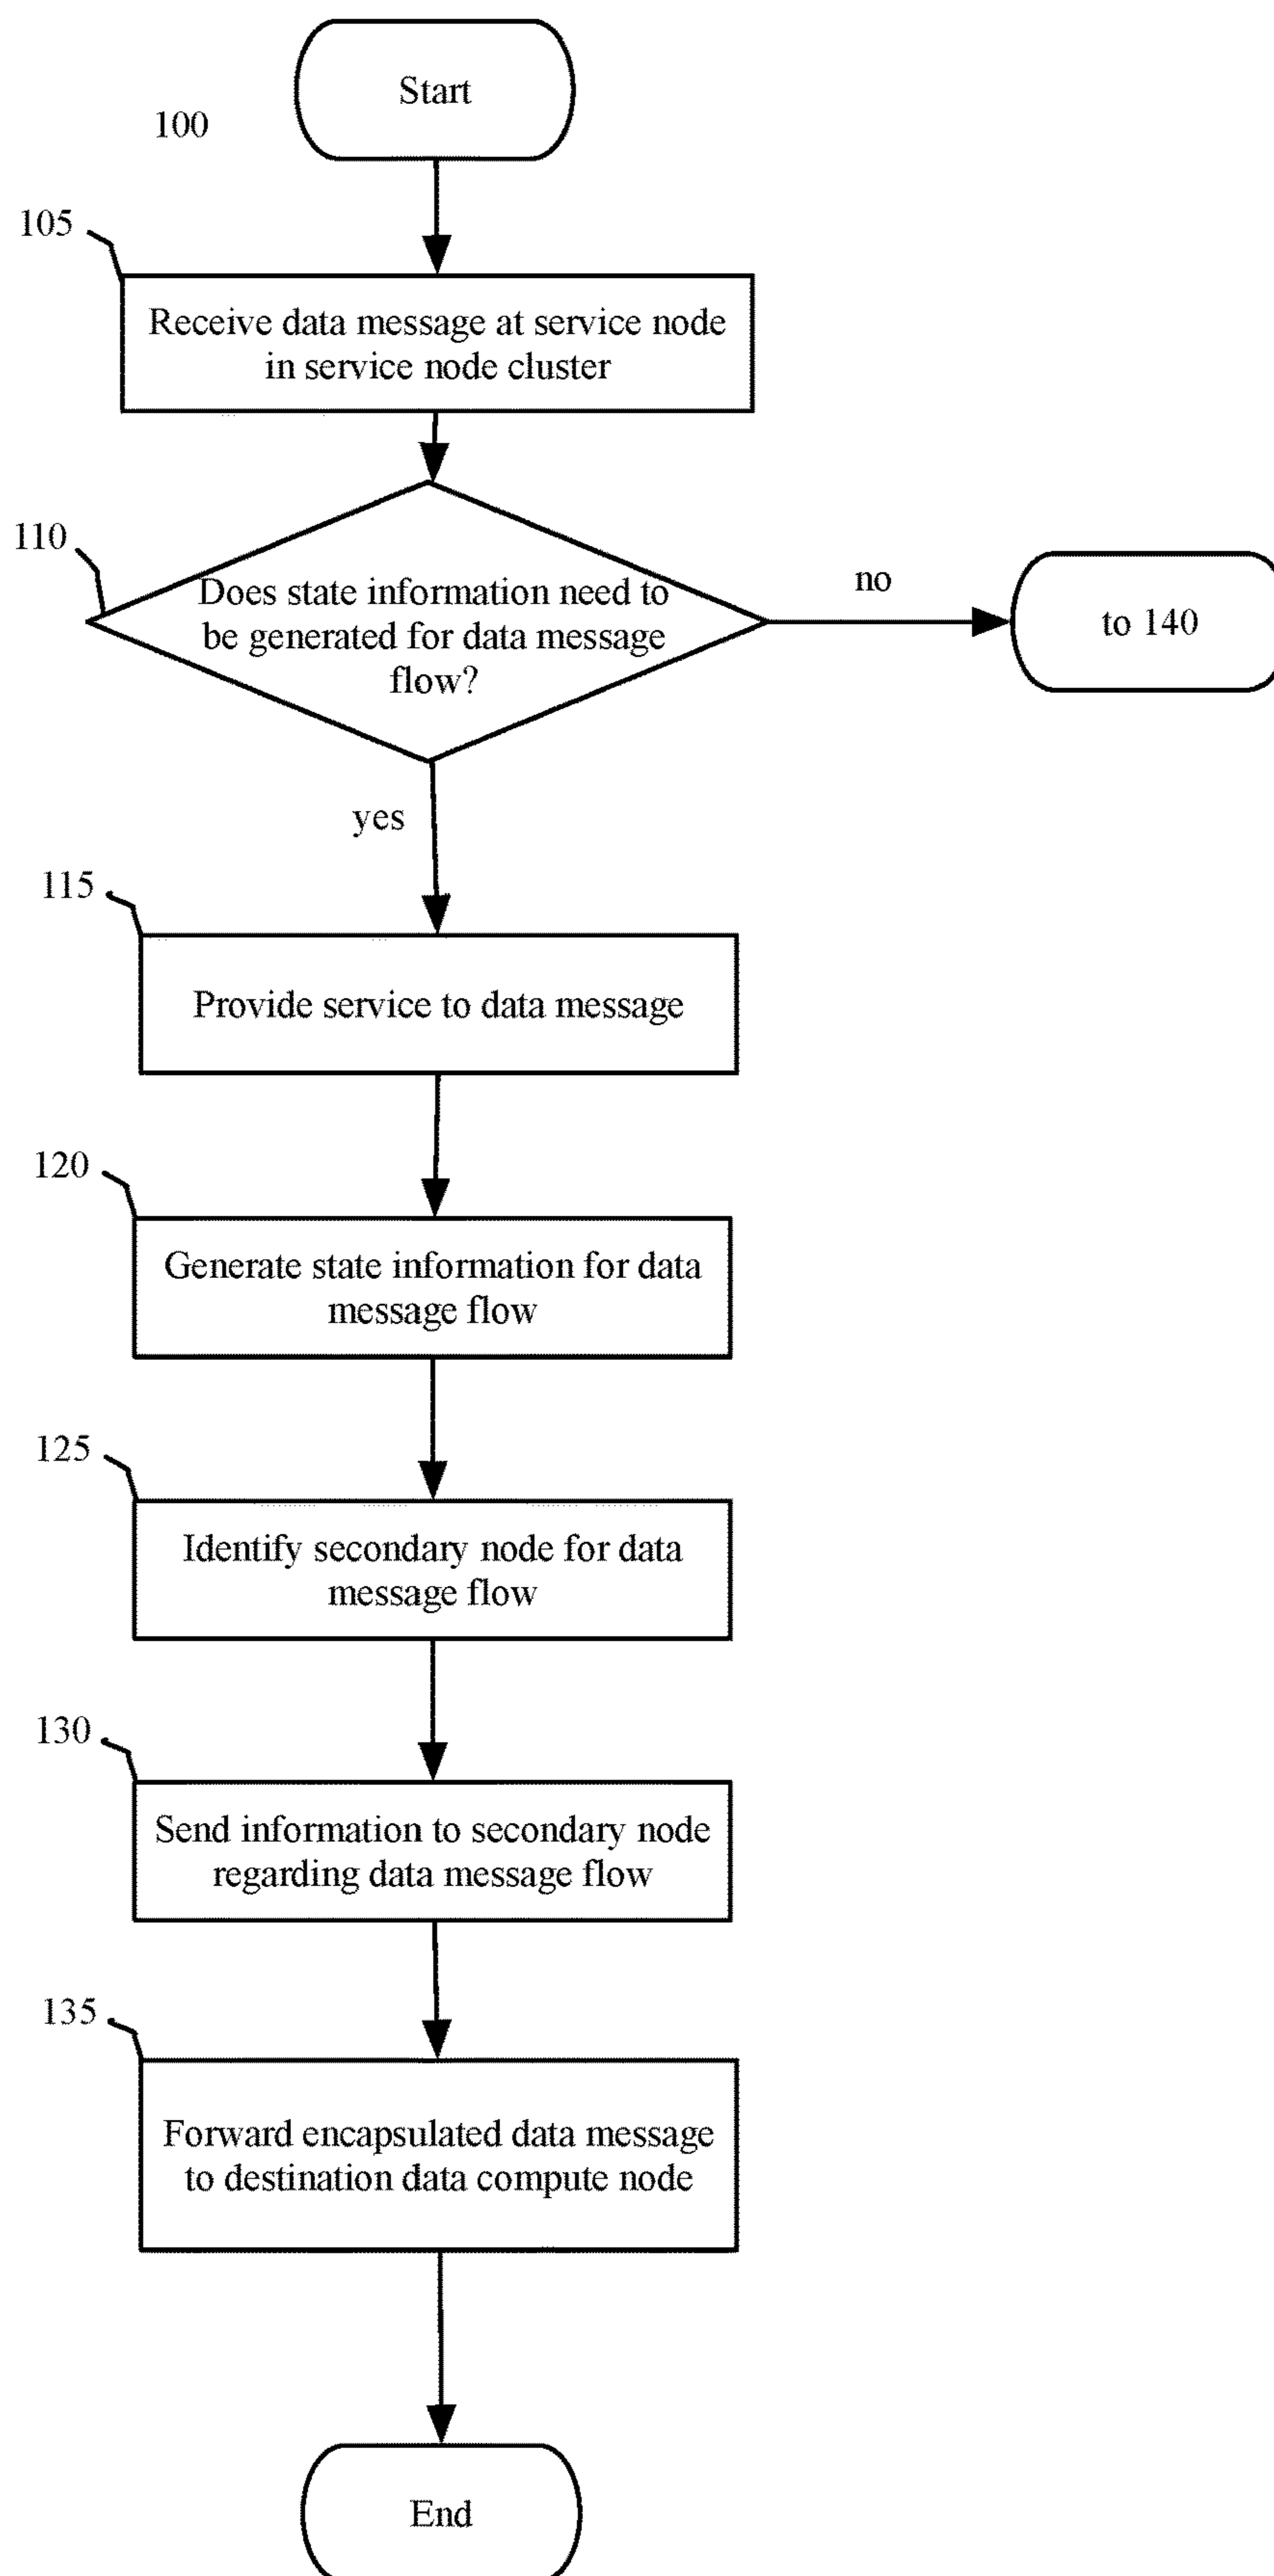 Start
100
105
Receive data message at service node
in service node cluster
110
Does state information need to
be generated for data message
flow?
no
to 140
yes
115
Provide service to data message
120
Generate state information for data
message flow
125
Identify secondary node for data
message flow
130
Send information to secondary node
regarding data message flow
135
Forward encapsulated data message
to destination data compute node
End